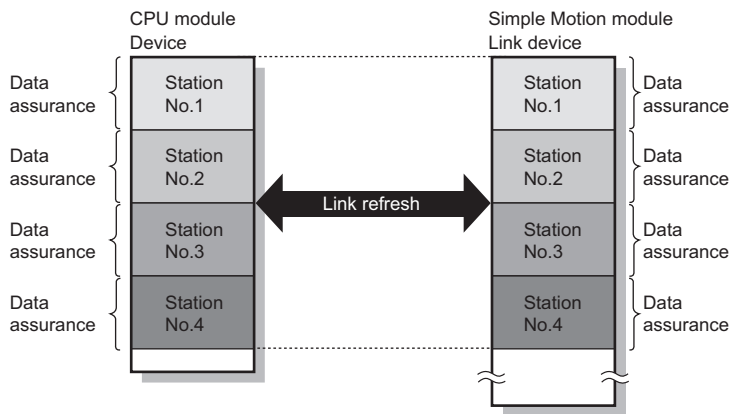 CPU module
Device
Simple Motion module
Link device
Data
assurance
Station
No.1
Station
No.1
Data
assurance
Data
assurance
Station
No.2
Station
No.2
Data
assurance
Link refresh
Data
assurance
Station
No.3
Station
No.3
Data
assurance
Data
assurance
Station
No.4
Station
No.4
Data
assurance